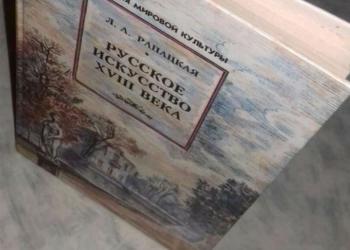 МИРОВОЙ КУЛЬТУРЫ
Л. А. РАПАЦКАЯ
РУССКОЕ
ИСКУССТВО
XVIII ВЕКА